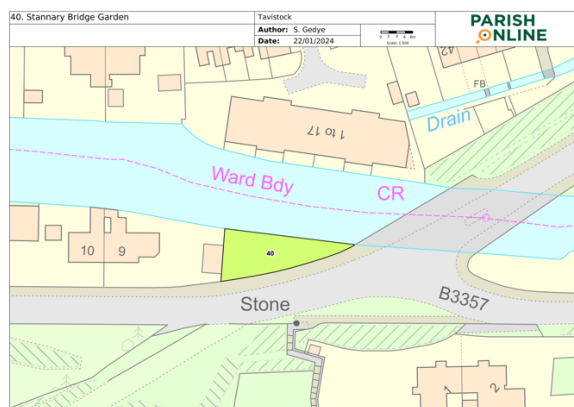 40. Stannary Bridge Garden
Tavistock
Author: S. Gedye
Date: 22/01/2024
PARISH
ONLINE
42
FB
Drain
1 to 17
Ward Bdy
CR
10
9
40
Stone
B3357
1
2